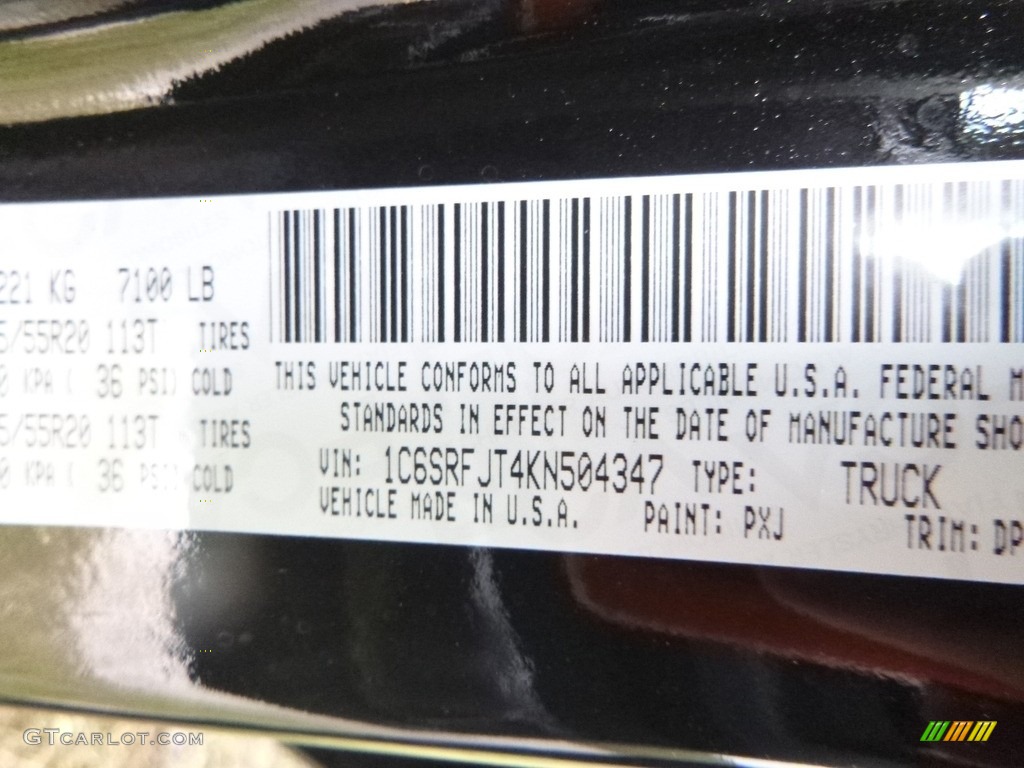 221 KG 7100 LB
5/55R20 113T TIRES
0 KPA ( 36 PSI) COLD
5/55R20 113T TIRES
0 KPA ( 36 PSI) COLD
THIS VEHICLE CONFORMS TO ALL APPLICABLE U.S.A. FEDERAL M
STANDARDS IN EFFECT ON THE DATE OF MANUFACTURE SHO
VIN: 1C6SRFJT4KN504347 TYPE: TRUCK
VEHICLE MADE IN U.S.A. PAINT: PXJ TRIM: DP
GTCARLOT.COM